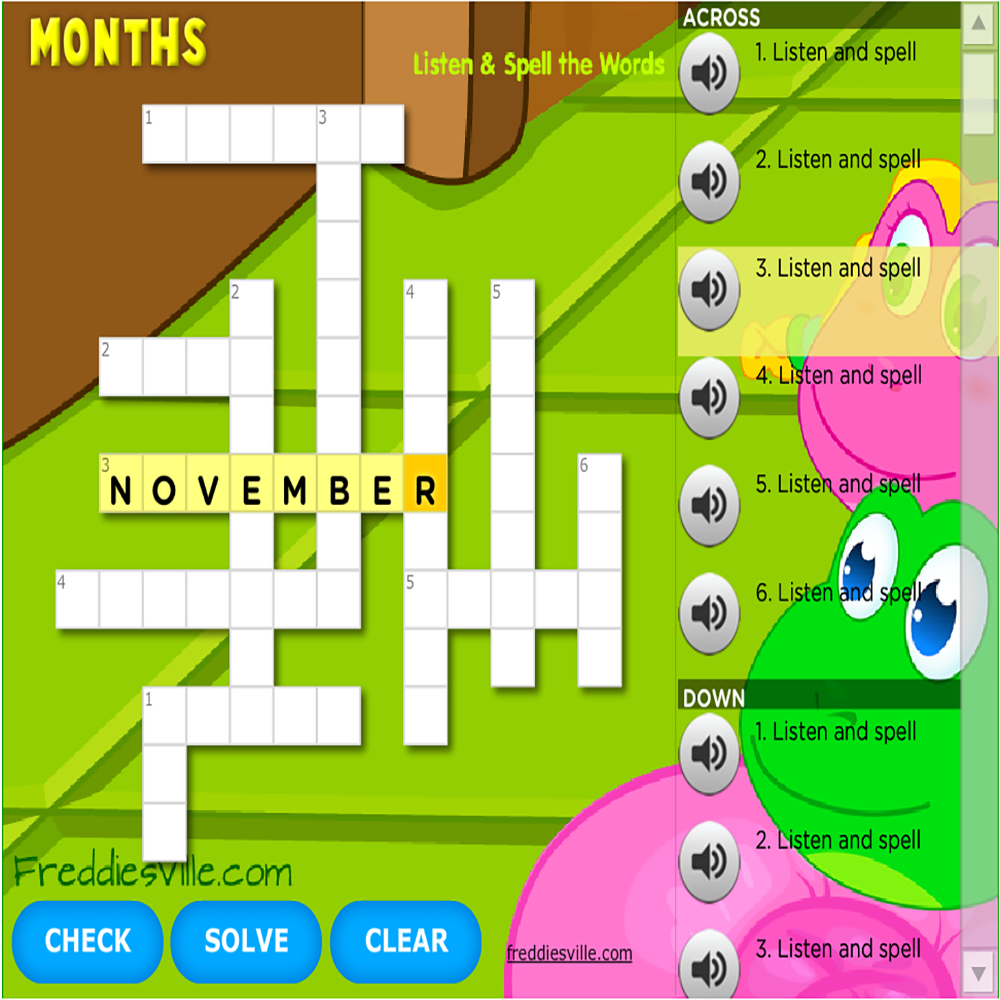 MONTHS
Listen & Spell the Words
1
3
2
4
5
2
3
N O V E M B E R
6
4
5
1
Freddiesville.com
CHECK
SOLVE
CLEAR
freddiesville.com
ACROSS
1. Listen and spell
2. Listen and spell
3. Listen and spell
4. Listen and spell
5. Listen and spell
6. Listen and spell
DOWN
1. Listen and spell
2. Listen and spell
3. Listen and spell